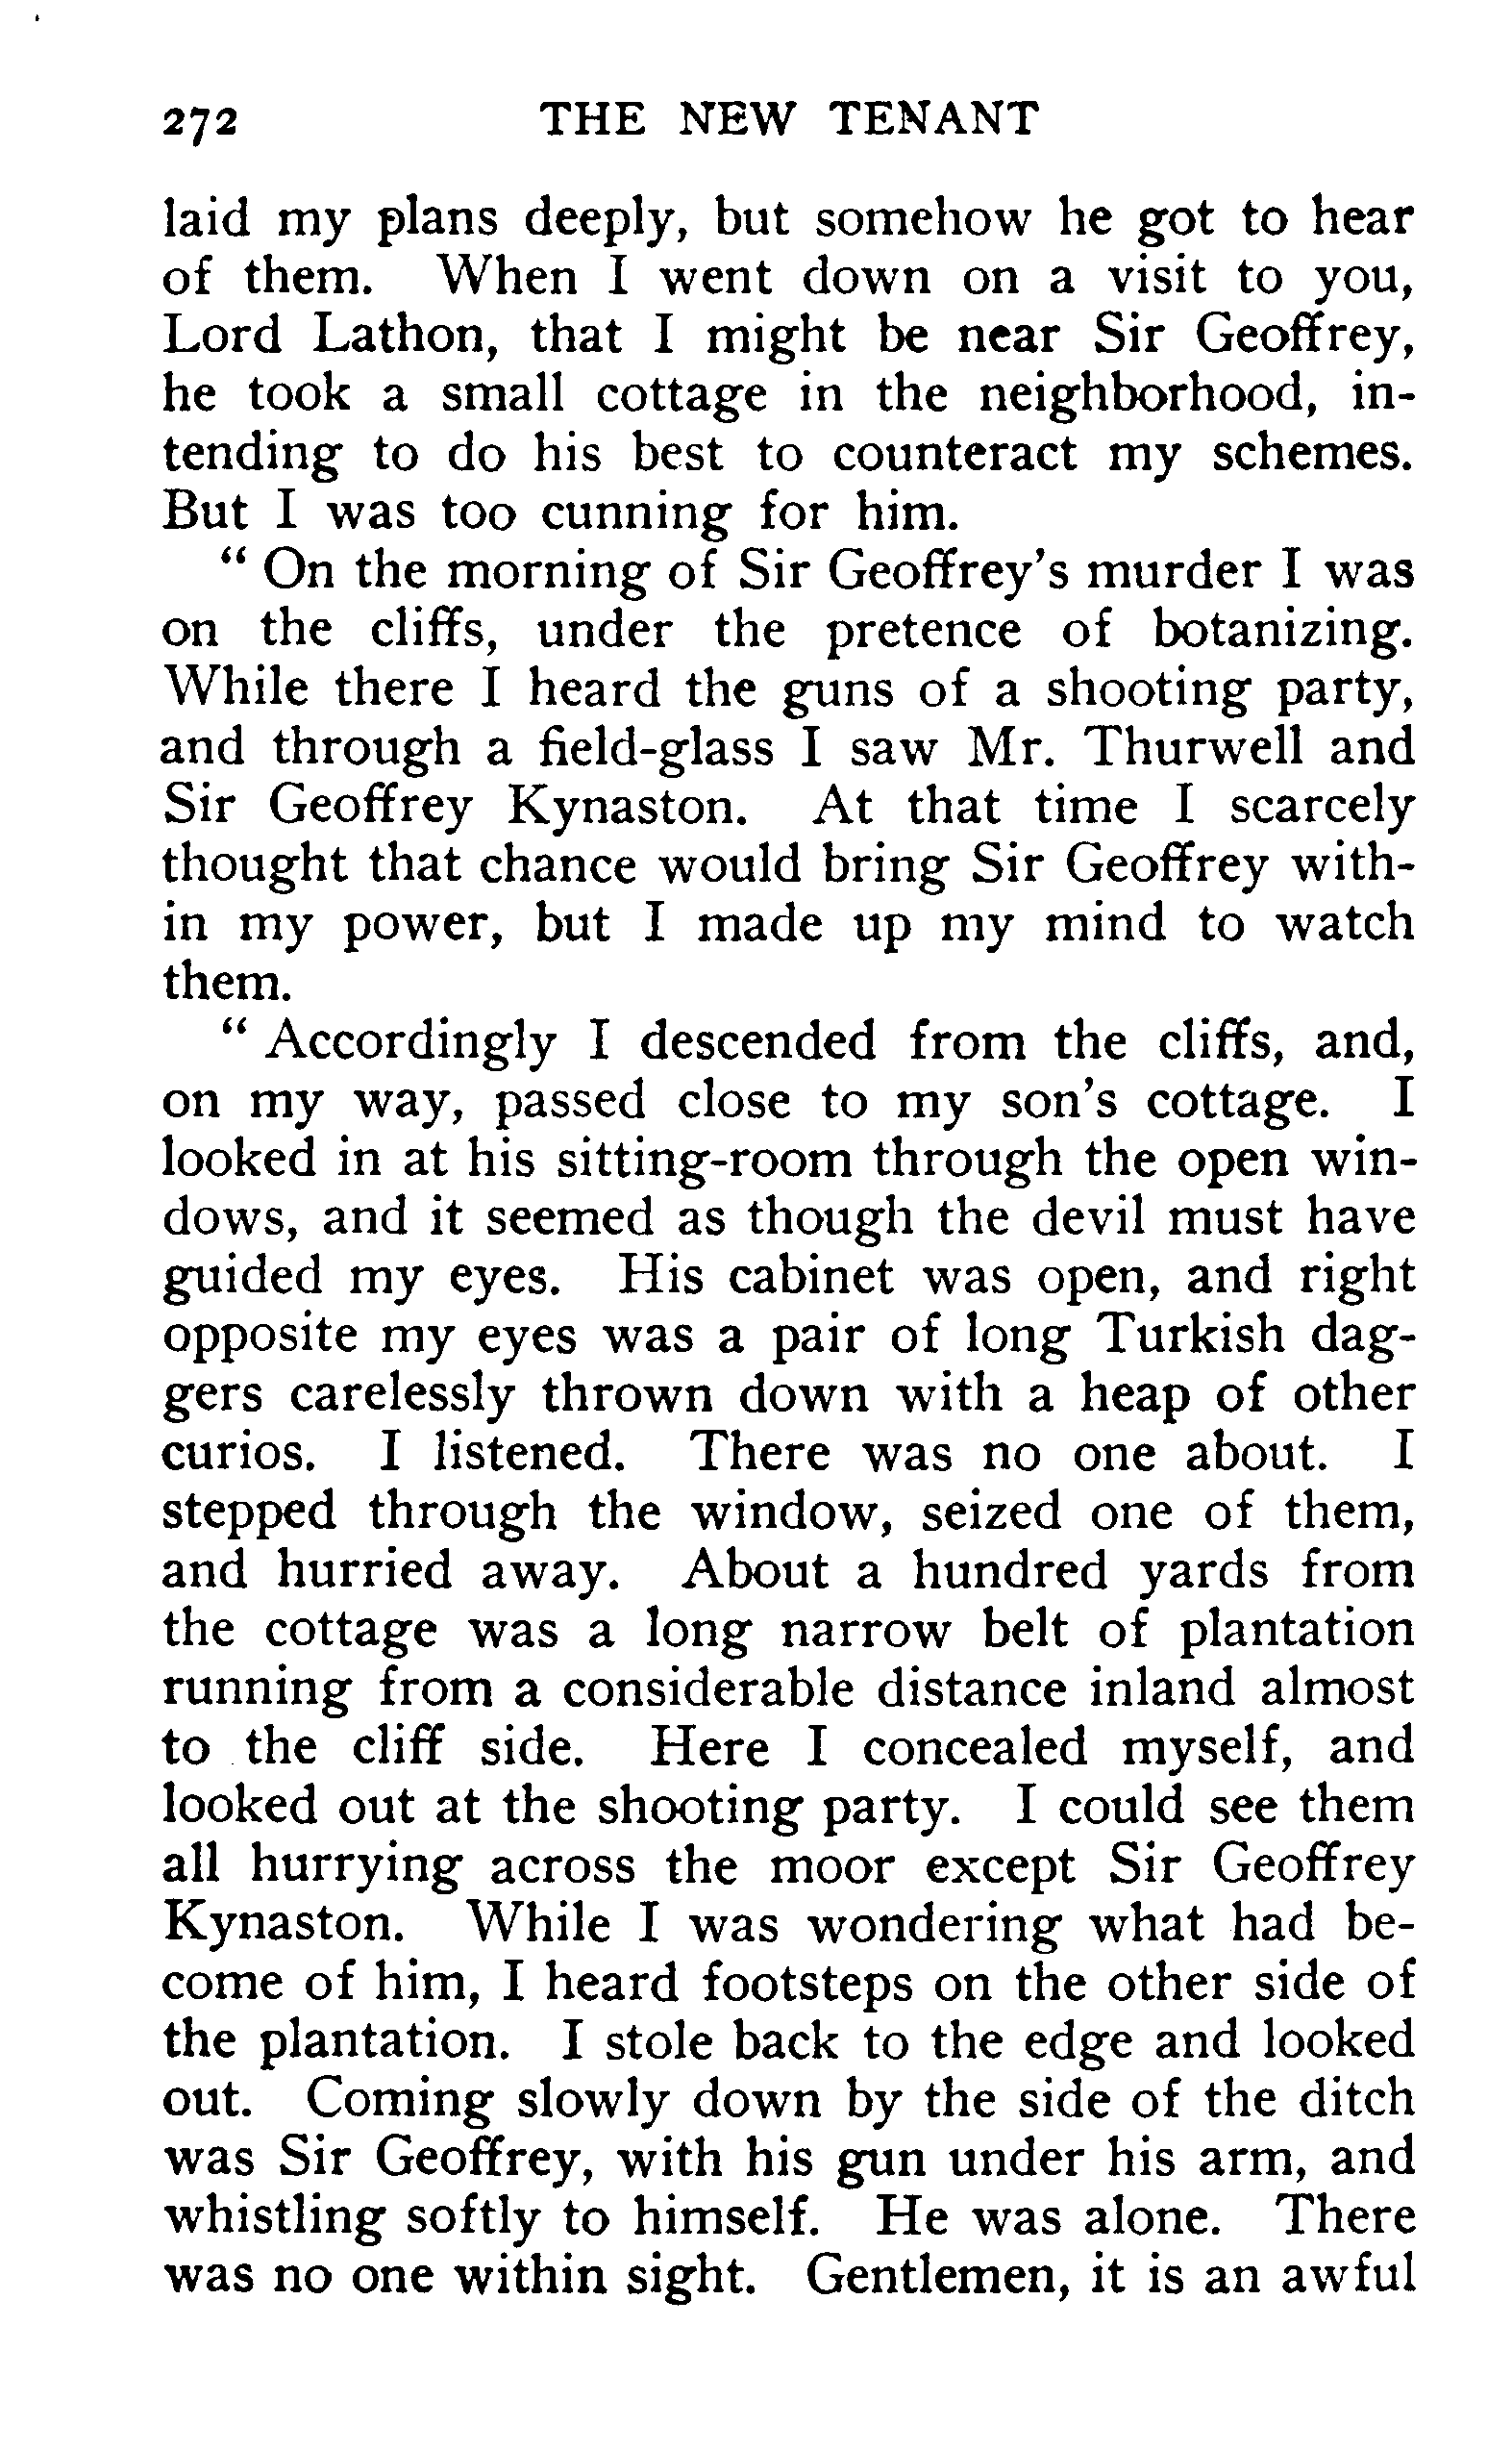 272 THE NEW TENANT
laid my plans deeply, but somehow he got to hear
of them. When I went down on a visit to you,
Lord Lathon, that I might be near Sir Geoffrey,
he took a small cottage in the neighborhood, in-
tending to do his best to counteract my schemes.
But I was too cunning for him.
“ On the morning of Sir Geoffrey's murder I was
on the cliffs, under the pretence of botanizing.
While there I heard the guns of a shooting party,
and through a field-glass I saw Mr. Thurwell and
Sir Geoffrey Kynaston. At that time I scarcely
thought that chance would bring Sir Geoffrey with-
in my power, but I made up my mind to watch
them.
“ Accordingly I descended from the cliffs, and,
on my way, passed close to my son's cottage. I
looked in at his sitting-room through the open win-
dows, and it seemed as though the devil must have
guided my eyes. His cabinet was open, and right
opposite my eyes was a pair of long Turkish dag-
gers carelessly thrown down with a heap of other
curios. I listened. There was no one about. I
stepped through the window, seized one of them,
and hurried away. About a hundred yards from
the cottage was a long narrow belt of plantation
running from a considerable distance inland almost
to the cliff side. Here I concealed myself, and
looked out at the shooting party. I could see them
all hurrying across the moor except Sir Geoffrey
Kynaston. While I was wondering what had be-
come of him, I heard footsteps on the other side of
the plantation. I stole back to the edge and looked
out. Coming slowly down by the side of the ditch
was Sir Geoffrey, with his gun under his arm, and
whistling softly to himself. He was alone. There
was no one within sight. Gentlemen, it is an awful